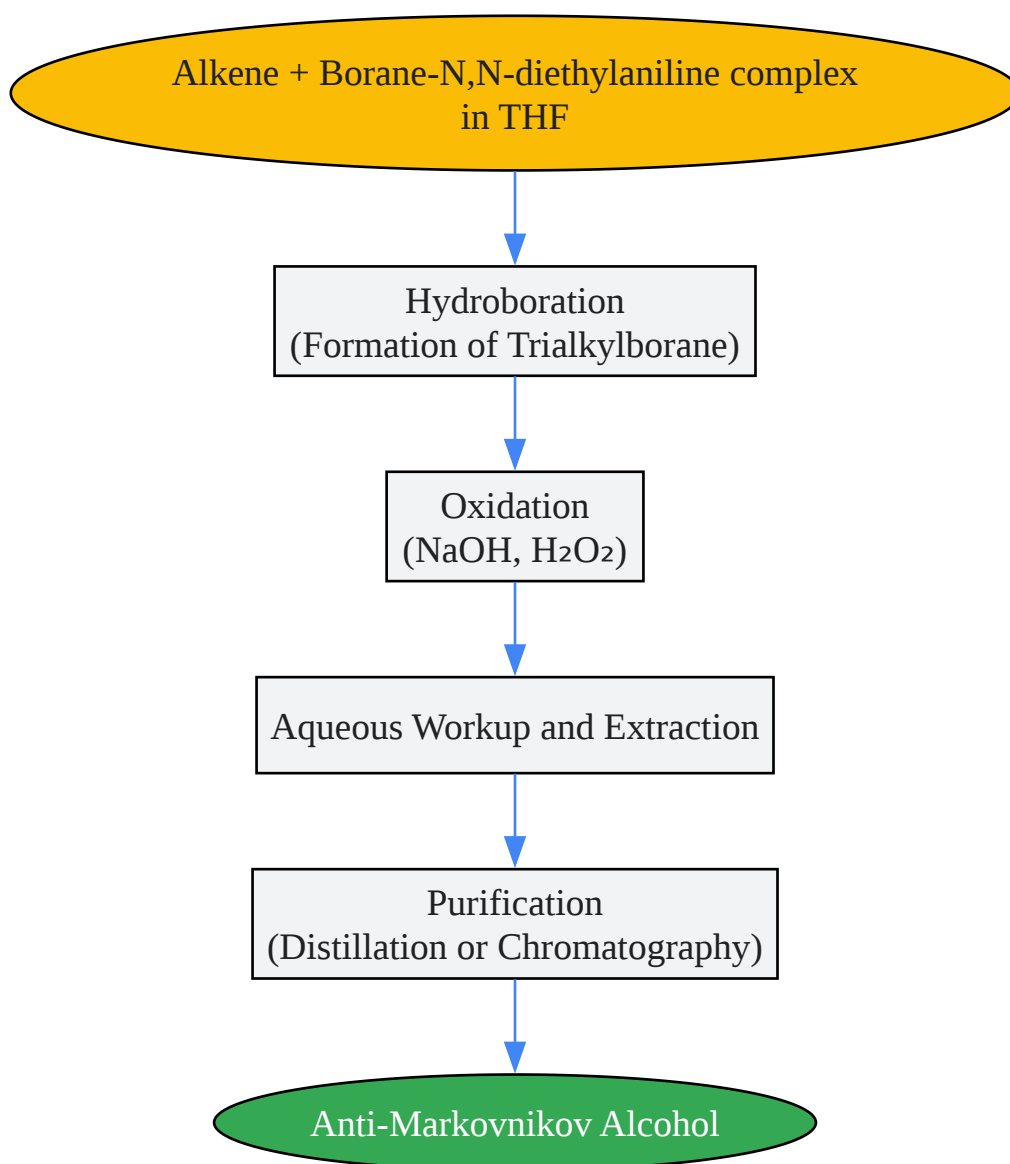 Alkene + Borane-N,N-diethylaniline complex
in THF
Hydroboration
(Formation of Trialkylborane)
Oxidation
(NaOH, H₂O₂)
Aqueous Workup and Extraction
Purification
(Distillation or Chromatography)
Anti-Markovnikov Alcohol